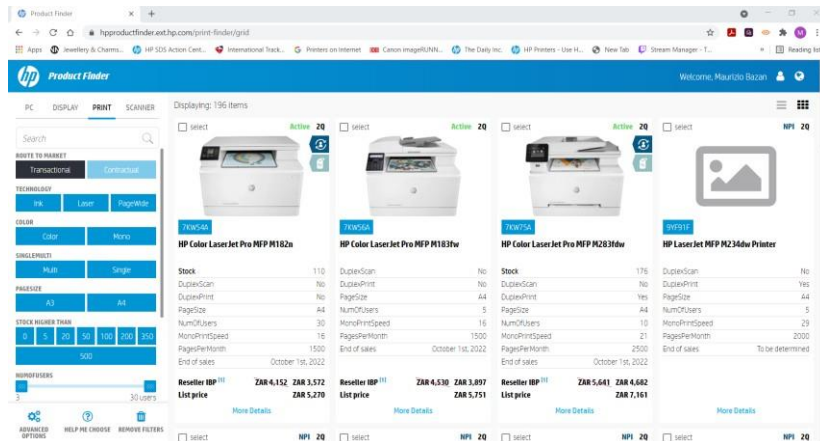 Product Finder
hpproductfinder.ext.hp.com/print-finder/grid
Apps
Jewellery & Charms...
HP SDS Action Cent...
International Track...
Printers on Internet
Canon imageRUNN...
The Daily Inc.
HP Printers - Use H...
New Tab
Stream Manager - T...
»
Reading list
hp Product Finder
Welcome, Maurizio Bazan
PC DISPLAY PRINT SCANNER
Search
ROUTE TO MARKET
Transactional Contractual
TECHNOLOGY
Ink Laser PageWide
COLOR
Color Mono
SINGLEMULTI
Multi Single
PAGESIZE
A3 A4
STOCK HIGHER THAN
0 5 20 50 100 200 350
500
NUMOFUSERS
3 30 users
ADVANCED OPTIONS
HELP ME CHOOSE
REMOVE FILTERS
Displaying: 196 items
select Active 2Q
7KW54A
HP Color LaserJet Pro MFP M182n
Stock 110
DuplexScan No
DuplexPrint No
PageSize A4
NumOfUsers 30
MonoPrintSpeed 16
PagesPerMonth 1500
End of sales October 1st, 2022
Reseller IBP [1] ZAR 4,152 ZAR 3,572
List price ZAR 5,270
More Details
select Active 2Q
7KW56A
HP Color LaserJet Pro MFP M183fw
DuplexScan No
DuplexPrint No
PageSize A4
NumOfUsers 5
MonoPrintSpeed 16
PagesPerMonth 1500
End of sales October 1st, 2022
Reseller IBP [1] ZAR 4,530 ZAR 3,897
List price ZAR 5,751
More Details
select Active 2Q
7KW75A
HP Color LaserJet Pro MFP M283fdw
Stock 176
DuplexScan No
DuplexPrint Yes
PageSize A4
NumOfUsers 10
MonoPrintSpeed 21
PagesPerMonth 2500
End of sales October 1st, 2022
Reseller IBP [1] ZAR 5,641 ZAR 4,682
List price ZAR 7,161
More Details
select NPI 2Q
9YF91F
HP LaserJet MFP M234dw Printer
DuplexScan No
DuplexPrint Yes
PageSize A4
NumOfUsers 5
MonoPrintSpeed 29
PagesPerMonth 2000
End of sales To be determined
More Details
select NPI 2Q
select NPI 2Q
select NPI 2Q
select NPI 2Q